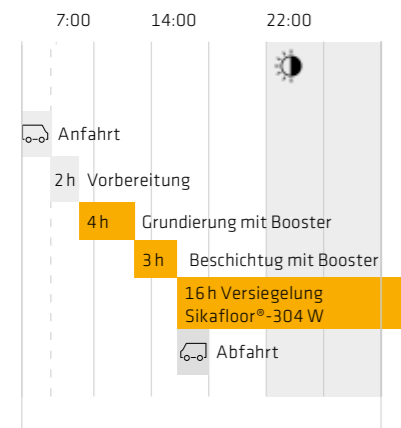 7:00 14:00 22:00
Anfahrt
2 h Vorbereitung
4 h Grundierung mit Booster
3 h Beschichtug mit Booster
16 h Versiegelung
Sikafloor®-304 W
Abfahrt